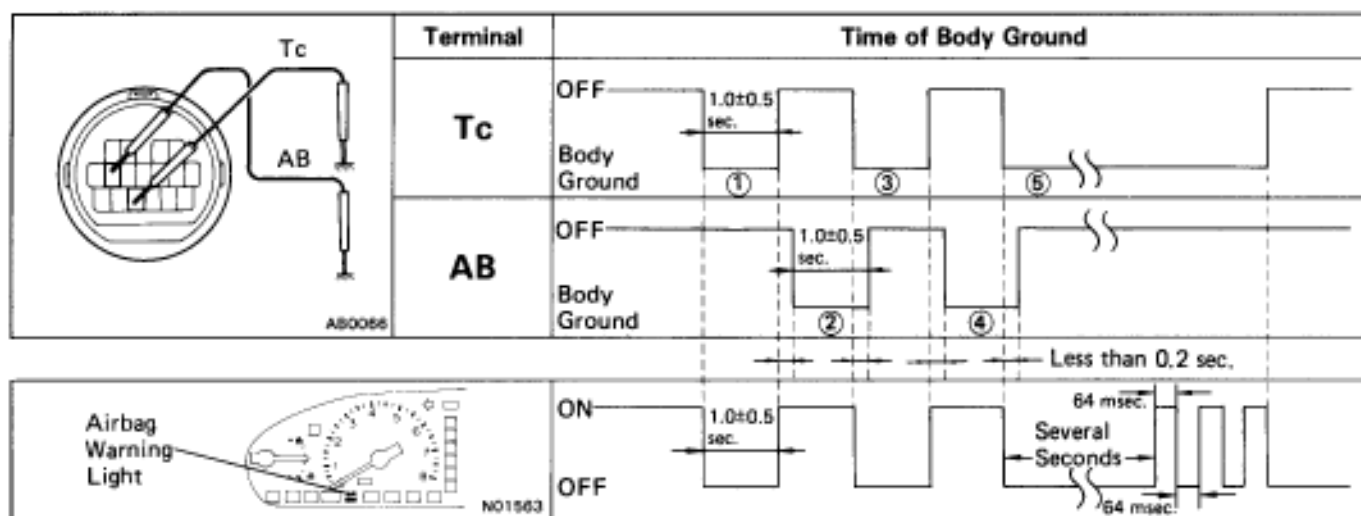 Terminal
Time of Body Ground
Tc
AB
AB0066
Tc
OFF
1.0±0.5
sec.
Body
Ground
①
③
⑤
AB
OFF
1.0±0.5
sec.
Body
Ground
②
④
Less than 0.2 sec.
Airbag
Warning
Light
N01563
ON
1.0±0.5
sec.
OFF
Several
Seconds
64 msec.
64 msec.